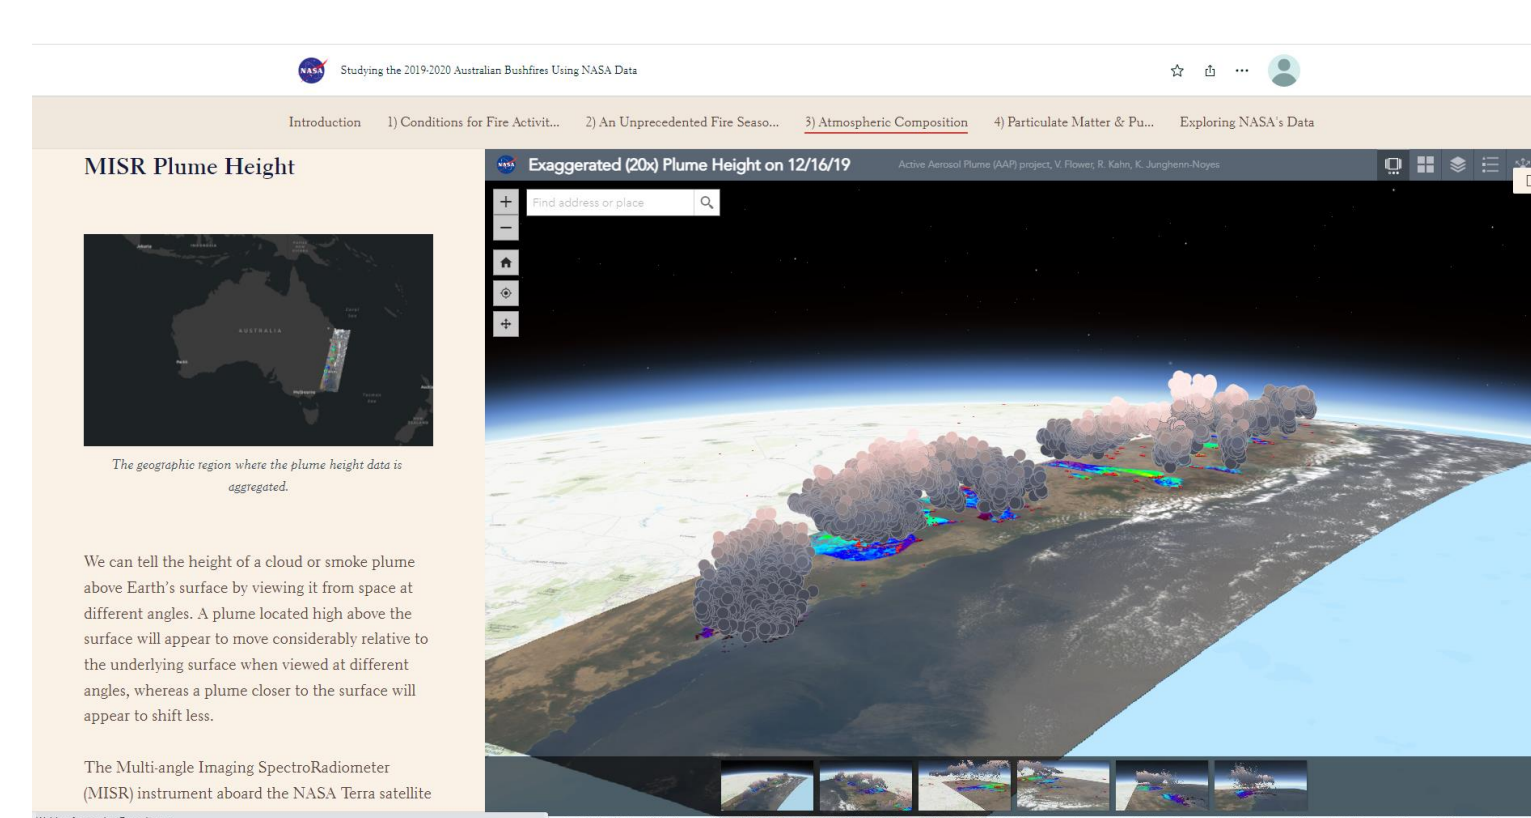 NASA
Studying the 2019-2020 Australian Bushfires Using NASA Data
Introduction
1) Conditions for Fire Activit...
2) An Unprecedented Fire Seaso...
3) Atmospheric Composition
4) Particulate Matter & Pu...
Exploring NASA's Data
MISR Plume Height
AUSTRALIA
The geographic region where the plume height data is
aggregated.
We can tell the height of a cloud or smoke plume
above Earth's surface by viewing it from space at
different angles. A plume located high above the
surface will appear to move considerably relative to
the underlying surface when viewed at different
angles, whereas a plume closer to the surface will
appear to shift less.
The Multi-angle Imaging SpectroRadiometer
(MISR) instrument aboard the NASA Terra satellite
NASA
Exaggerated (20x) Plume Height on 12/16/19
Active Aerosol Plume (AAP) project, V. Flower, R. Kahn, K. Junghenn-Noyes
Find address or place